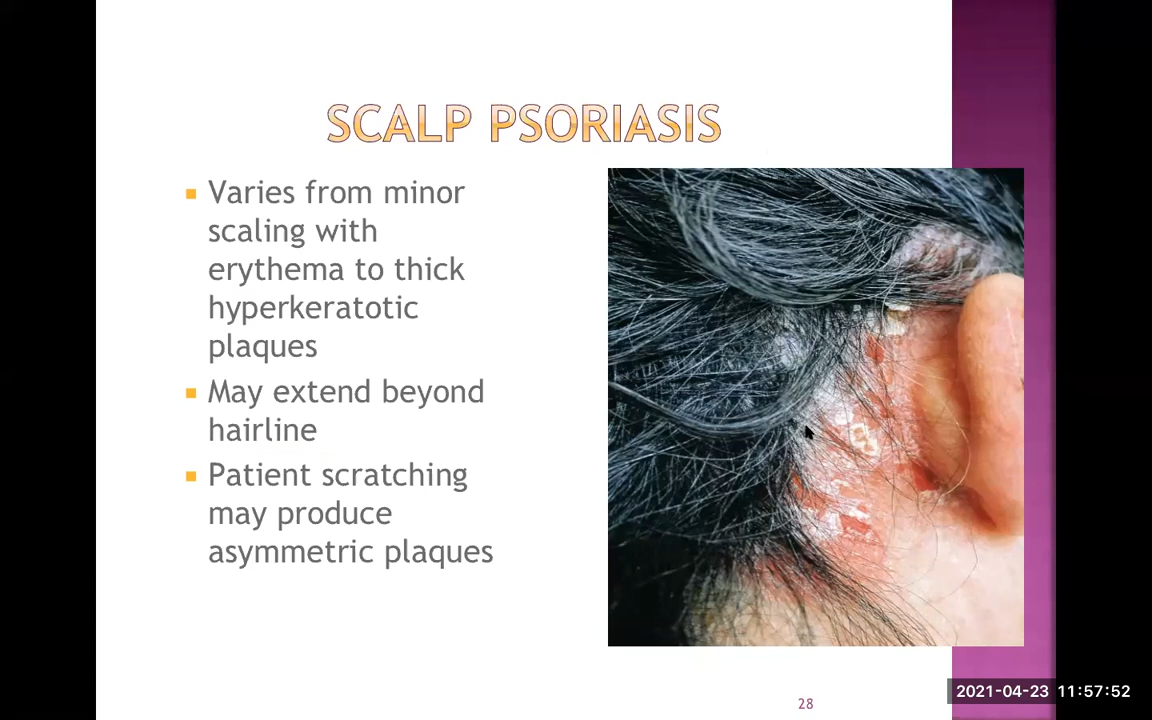 SCALP PSORIASIS
Varies from minor
scaling with
erythema to thick
hyperkeratotic
plaques
May extend beyond
hairline
Patient scratching
may produce
asymmetric plaques
28
2021-04-23 11:57:52